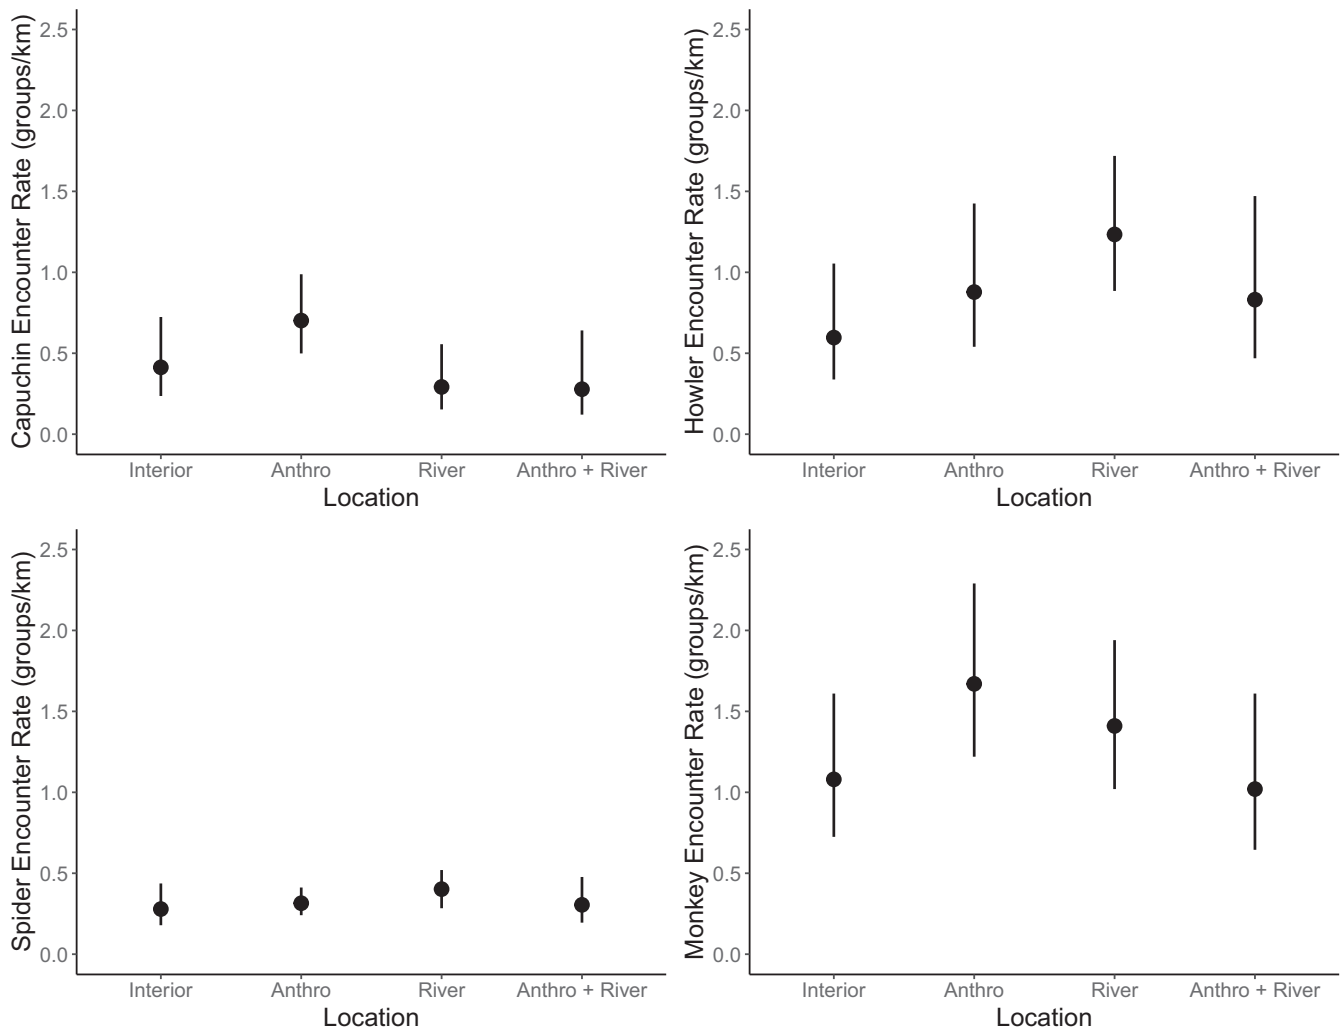 Capuchin Encounter Rate (groups/km)
2.5
2.0
1.5
1.0
0.5
0.0
Interior Anthro River Anthro + River
Location
Howler Encounter Rate (groups/km)
2.5
2.0
1.5
1.0
0.5
0.0
Interior Anthro River Anthro + River
Location
Spider Encounter Rate (groups/km)
2.5
2.0
1.5
1.0
0.5
0.0
Interior Anthro River Anthro + River
Location
Monkey Encounter Rate (groups/km)
2.5
2.0
1.5
1.0
0.5
0.0
Interior Anthro River Anthro + River
Location